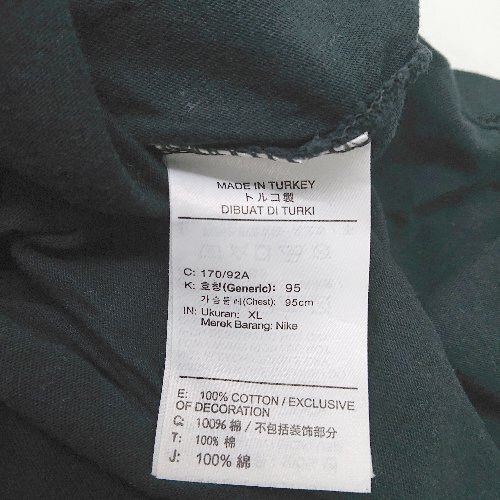 MADE IN TURKEY
トルコ製
DIBUAT DI TURKI
C: 170/92A
K: 호칭(Generic): 95
가슴둘레(Chest): 95cm
IN: Ukuran: XL
Merek Barang: Nike
E: 100% COTTON / EXCLUSIVE
OF DECORATION
C: 100% 棉 / 不包括装饰部分
T: 100% 棉
J: 100% 綿